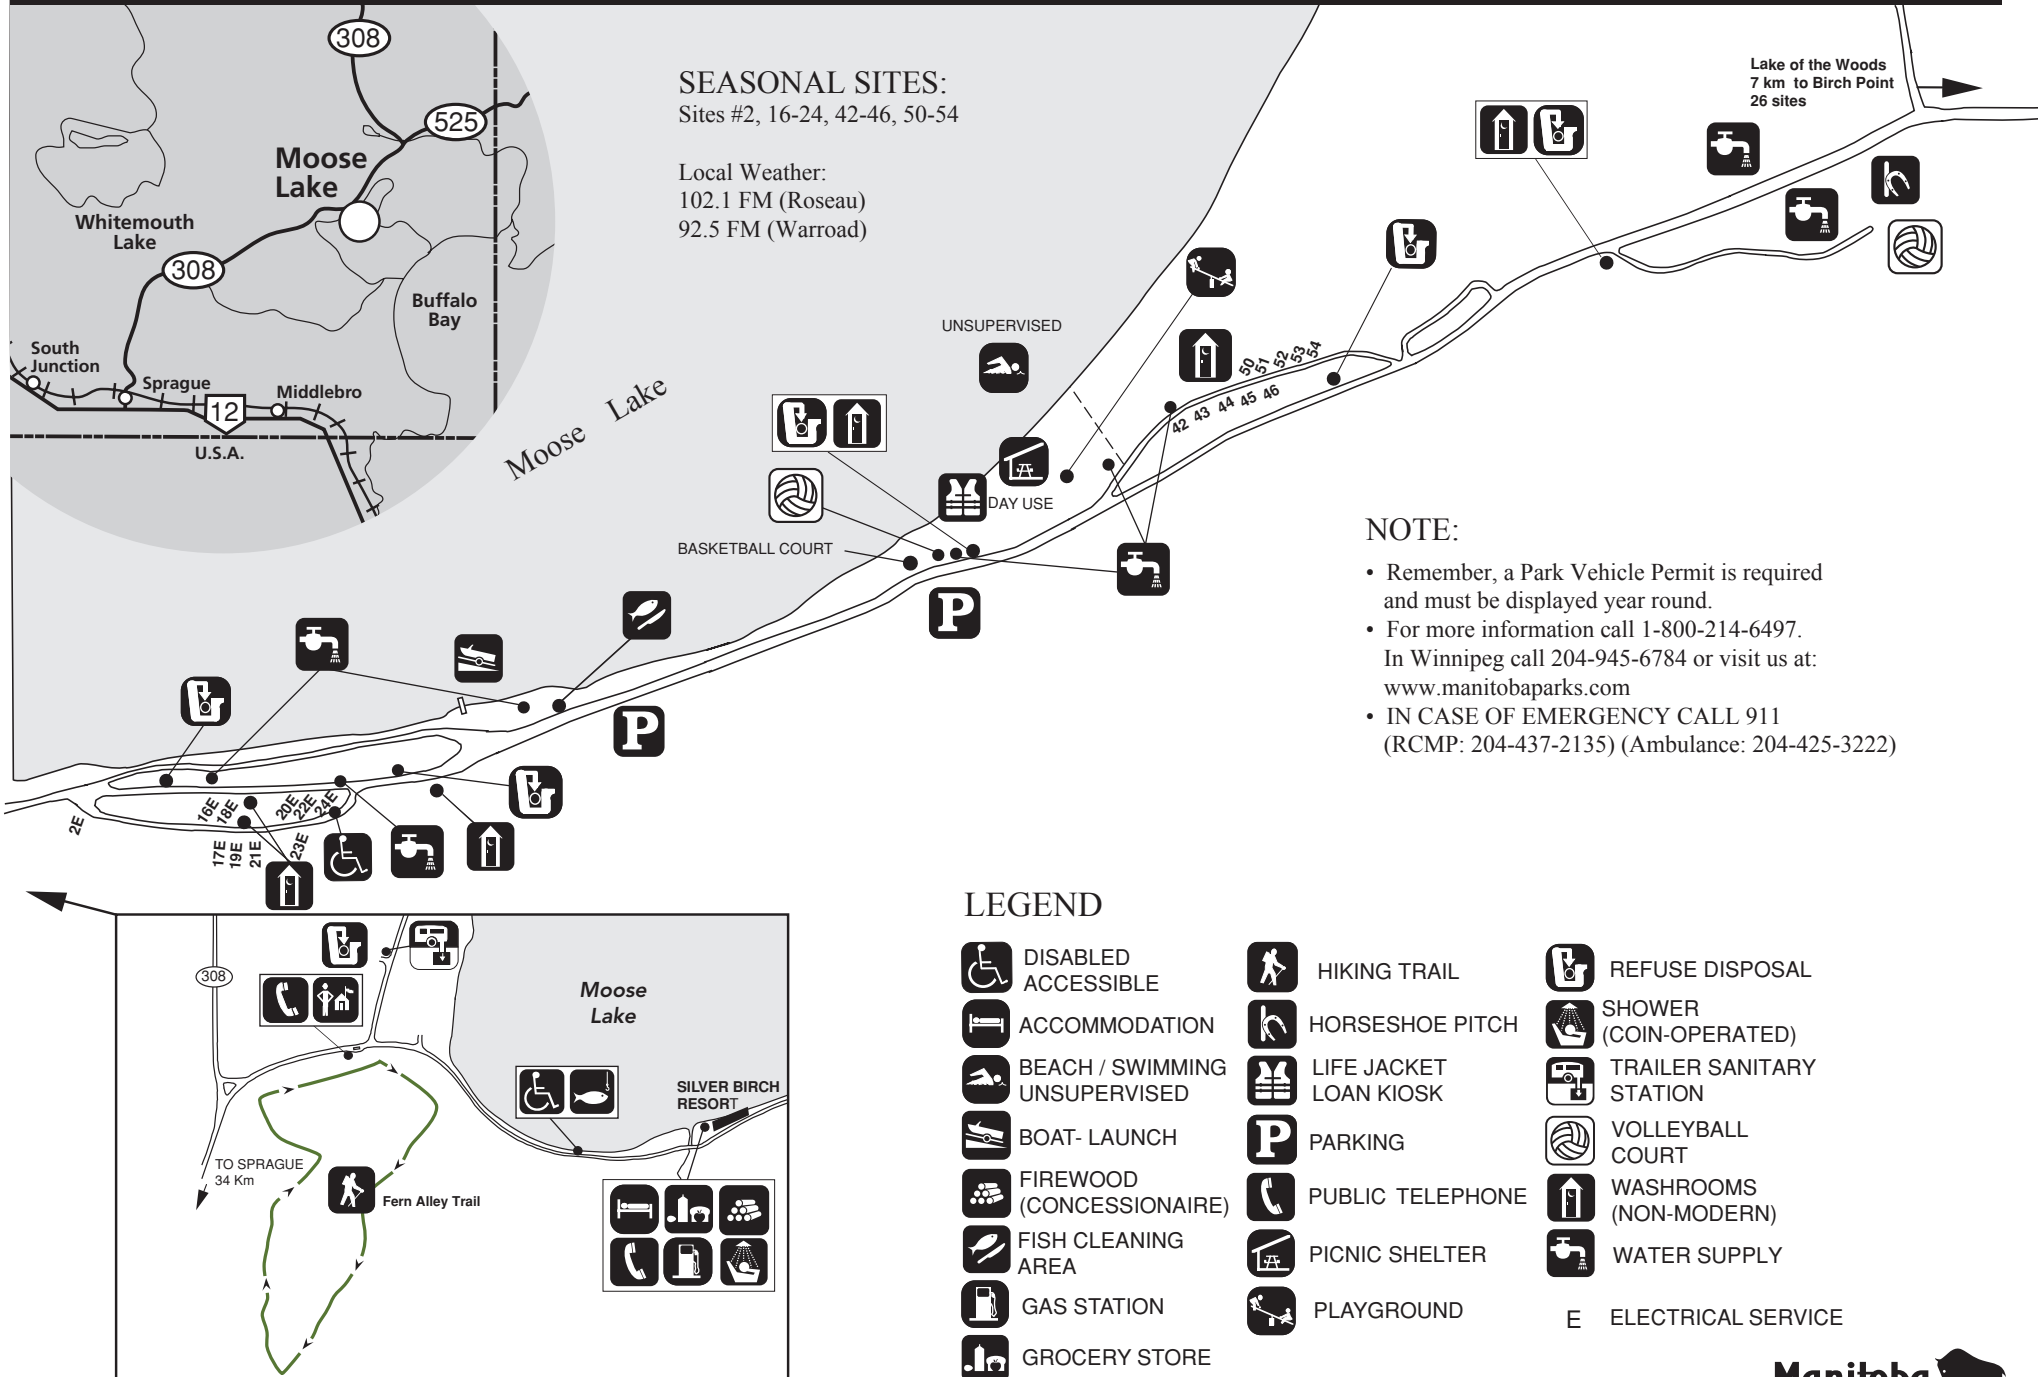 308
525
Moose
Lake
Whitemouth
Lake
308
Buffalo
Bay
South
Junction
Sprague
12
Middlebro
U.S.A.
SEASONAL SITES:
Sites #2, 16-24, 42-46, 50-54
Local Weather:
102.1 FM (Roseau)
92.5 FM (Warroad)
Lake of the Woods
7 km to Birch Point
26 sites
Moose Lake
UNSUPERVISED
DAY USE
BASKETBALL COURT
P
P
50
51
52
53
54
42
43
44
45
46
NOTE:
• Remember, a Park Vehicle Permit is required
and must be displayed year round.
• For more information call 1-800-214-6497.
In Winnipeg call 204-945-6784 or visit us at:
www.manitobaparks.com
• IN CASE OF EMERGENCY CALL 911
(RCMP: 204-437-2135) (Ambulance: 204-425-3222)
2E
16E
18E
20E
22E
24E
17E
19E
21E
23E
308
Moose
Lake
SILVER BIRCH
RESORT
TO SPRAGUE
34 Km
Fern Alley Trail
LEGEND
DISABLED
ACCESSIBLE
ACCOMMODATION
BEACH / SWIMMING
UNSUPERVISED
BOAT- LAUNCH
FIREWOOD
(CONCESSIONAIRE)
FISH CLEANING
AREA
GAS STATION
GROCERY STORE
HIKING TRAIL
HORSESHOE PITCH
LIFE JACKET
LOAN KIOSK
P PARKING
PUBLIC TELEPHONE
PICNIC SHELTER
PLAYGROUND
REFUSE DISPOSAL
SHOWER
(COIN-OPERATED)
TRAILER SANITARY
STATION
VOLLEYBALL
COURT
WASHROOMS
(NON-MODERN)
WATER SUPPLY
E ELECTRICAL SERVICE
Manitoba